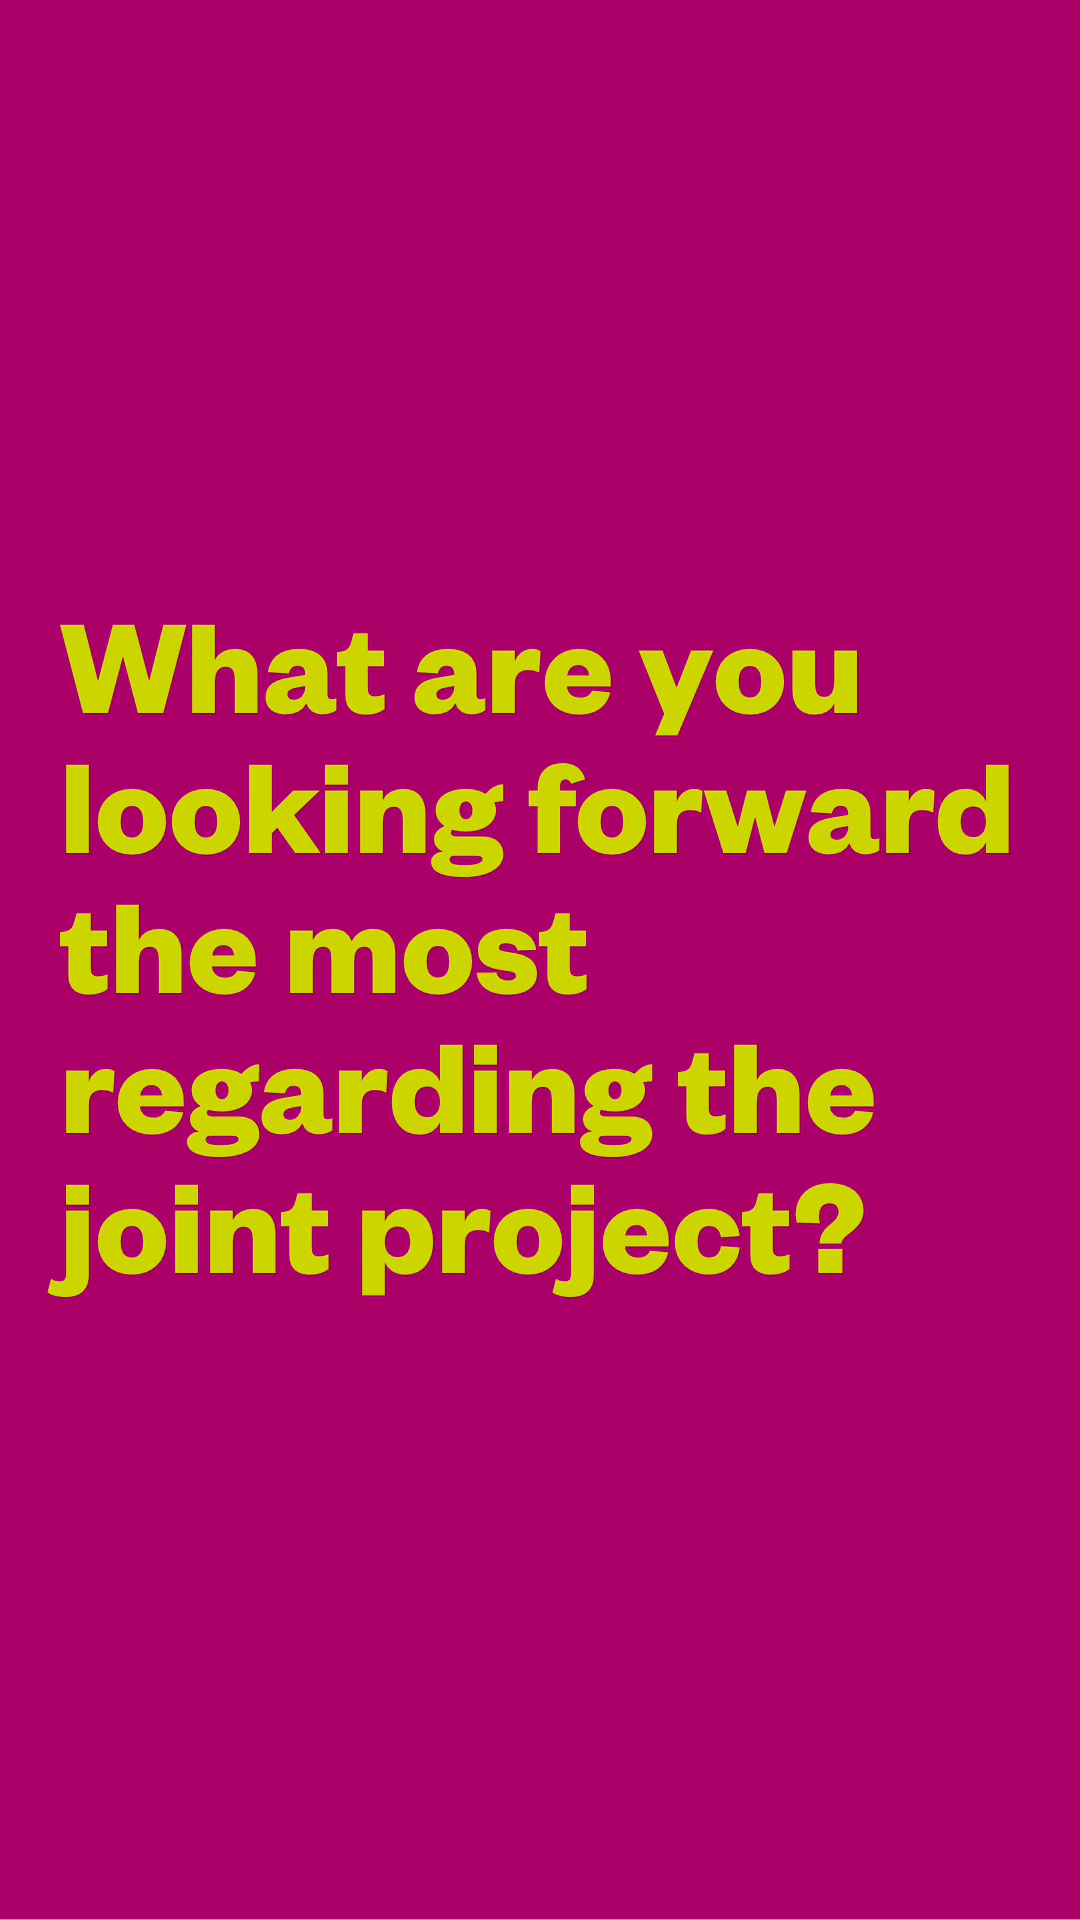 What are you
looking forward
the most
regarding the
joint project?